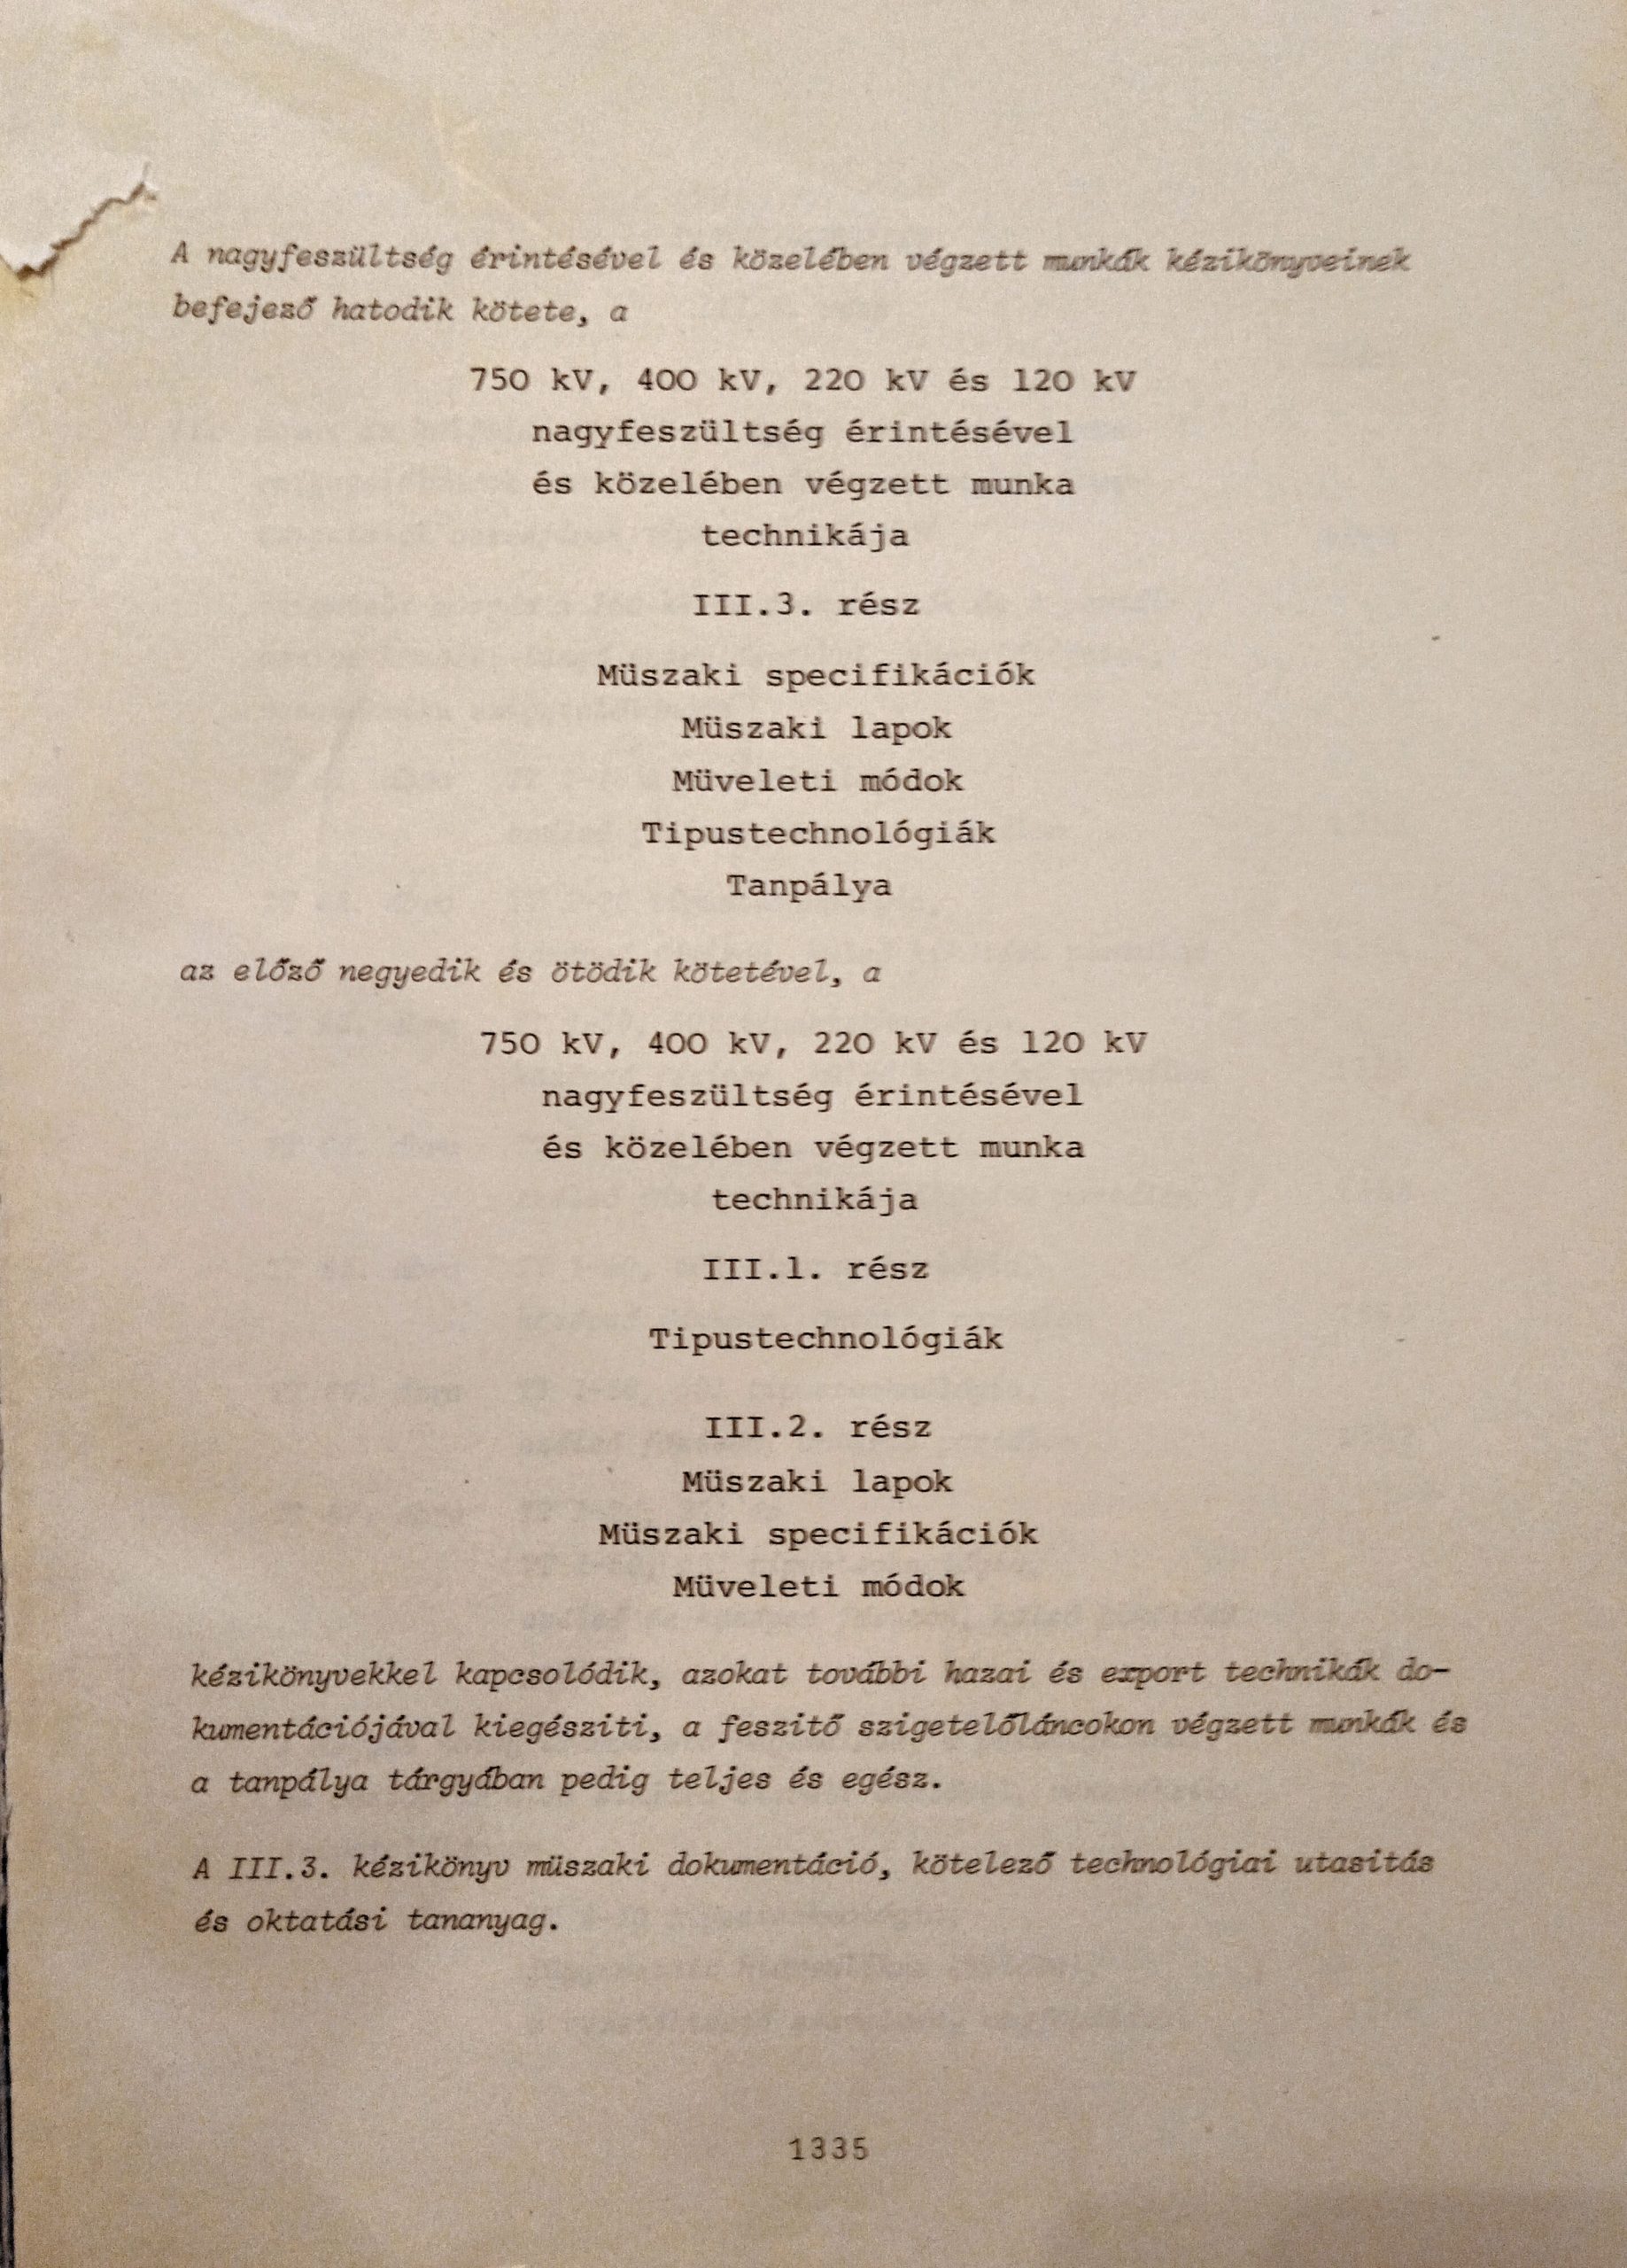 A nagyfeszültség érintésével és közelében végzett munkák kézikönyveinek
befejező hatodik kötete, a
750 kV, 400 kV, 220 kV és 120 kV
nagyfeszültség érintésével
és közelében végzett munka
technikája
III.3. rész
Müszaki specifikációk
Müszaki lapok
Müveleti módok
Tipustechnológiák
Tanpálya
az előző negyedik és ötödik kötetével, a
750 kV, 400 kV, 220 kV és 120 kV
nagyfeszültség érintésével
és közelében végzett munka
technikája
III.1. rész
Tipustechnológiák
III.2. rész
Müszaki lapok
Müszaki specifikációk
Müveleti módok
kézikönyvekkel kapcsolódik, azokat további hazai és export technikák do-
kumentációjával kiegésziti, a feszitő szigetelőláncokon végzett munkák és
a tanpálya tárgyában pedig teljes és egész.
A III.3. kézikönyv müszaki dokumentáció, kötelező technológiai utasitás
és oktatási tananyag.
1335